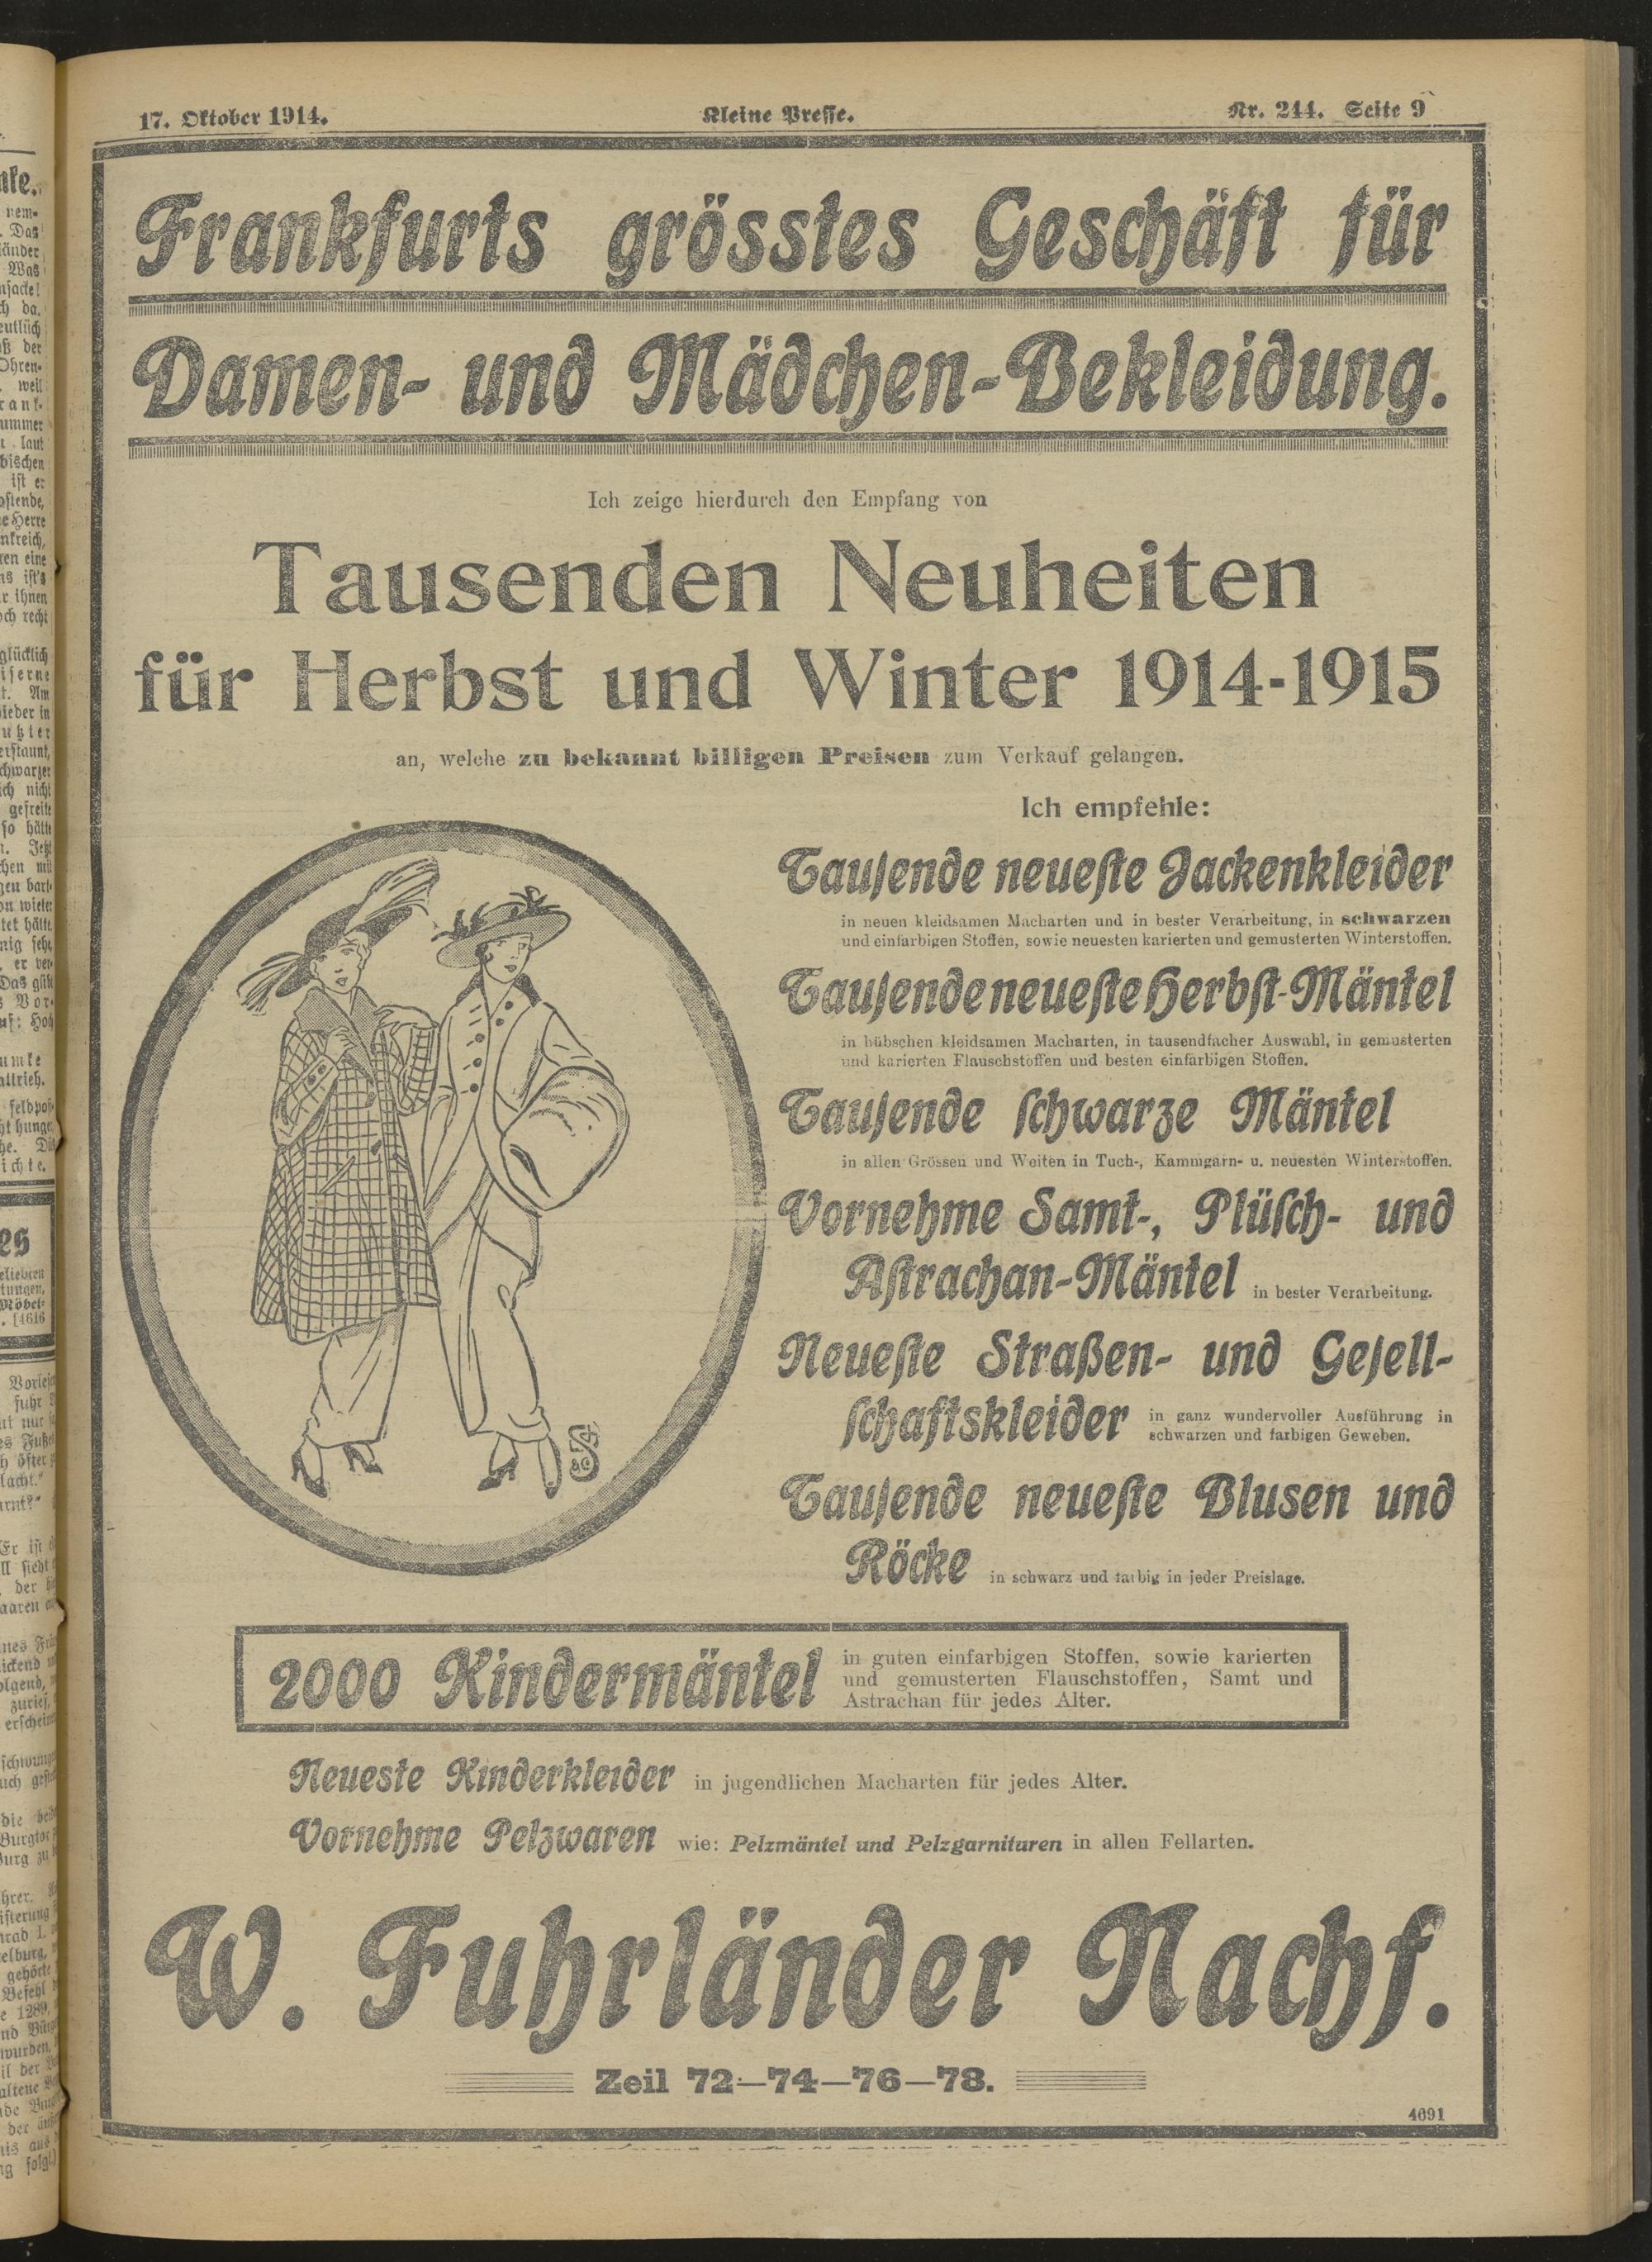 17. Oktober 1914.
Kleine Presse.
Nr. 244. Seite 9
Frankfurts grösstes Geschäft für
Damen- und Mädchen-Bekleidung.
Ich zeige hierdurch den Empfang von
Tausenden Neuheiten
für Herbst und Winter 1914-1915
an, welche zu bekannt billigen Preisen zum Verkauf gelangen.
Ich empfehle:
Tauſende neueſte Jackenkleider
in neuen kleidsamen Macharten und in bester Verarbeitung, in schwarzen
und einfarbigen Stoffen, sowie neuesten karierten und gemusterten Winterstoffen.
Tauſende neueſte Herbſt-Mäntel
in hübschen kleidsamen Macharten, in tausendfacher Auswahl, in gemusterten
und karierten Flauschstoffen und besten einfarbigen Stoffen.
Tauſende ſchwarze Mäntel
in allen Grössen und Weiten in Tuch-, Kammgarn- u. neuesten Winterstoffen.
Vornehme Samt-, Plüſch- und
Aſtrachan-Mäntel in bester Verarbeitung.
Neueſte Straßen- und Geſell-
ſchaftskleider in ganz wundervoller Ausführung in
schwarzen und farbigen Geweben.
Tauſende neueſte Blusen und
Röcke in schwarz und farbig in jeder Preislage.
2000 Kindermäntel in guten einfarbigen Stoffen, sowie karierten
und gemusterten Flauschstoffen, Samt und
Astrachan für jedes Alter.
Neueste Kinderkleider in jugendlichen Macharten für jedes Alter.
Vornehme Pelzwaren wie: Pelzmäntel und Pelzgarnituren in allen Fellarten.
W. Fuhrländer Nachf.
Zeil 72—74—76—78.
4691